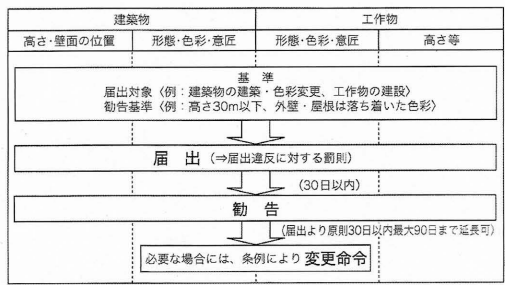 建築物 工作物
高さ・壁面の位置 形態・色彩・意匠 形態・色彩・意匠 高さ等
基 準
届出対象〈例：建築物の建築・色彩変更、工作物の建設〉
勧告基準〈例：高さ30m以下、外壁・屋根は落ち着いた色彩〉
届 出（⇒届出違反に対する罰則）
（30日以内）
勧 告
（届出より原則30日以内最大90日まで延長可）
必要な場合には、条例により 変更命令